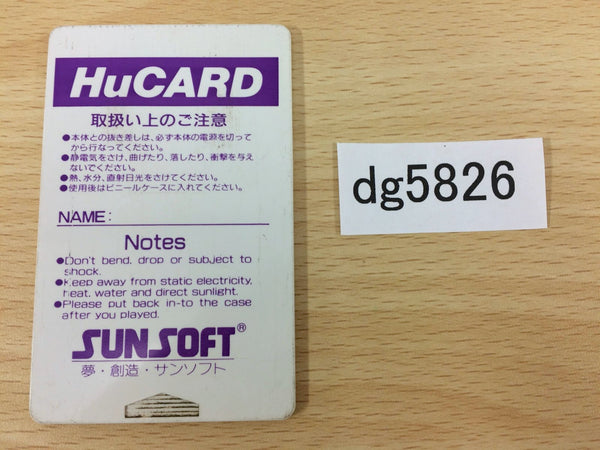 HuCARD
取扱い上のご注意
●本体との抜き差しは、必ず本体の電源を切って
から行なってください。
●静電気をさけ、曲げたり、落したり、衝撃を与え
ないでください。
●熱、水分、直射日光をさけてください。
●使用後はビニールケースに入れてください。
NAME:
Notes
●Don't bend, drop or subject to
shock.
●Keep away from static electricity,
heat, water and direct sunlight.
●Please put back in-to the case
after you played.
SUNSOFT®
夢・創造・サンソフト
dg5826